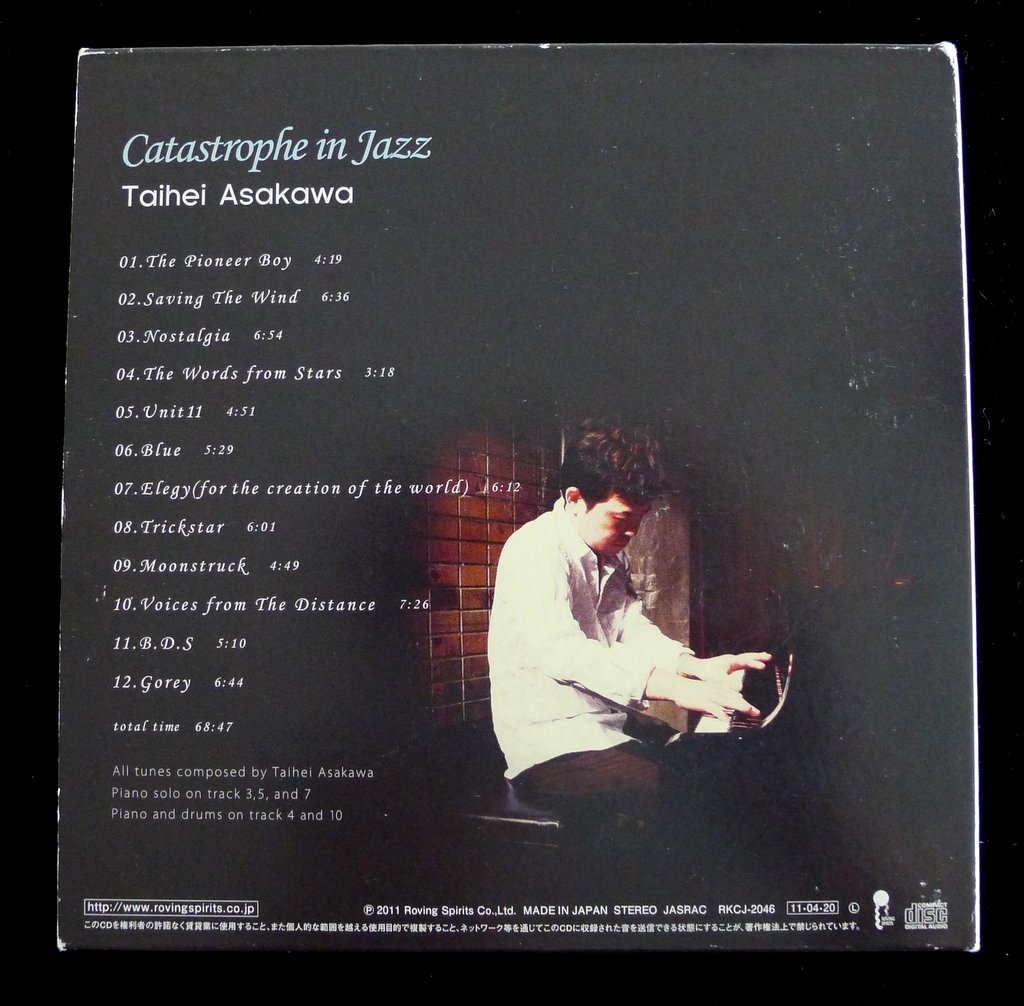 Catastrophe in Jazz
Taihei Asakawa
01.The Pioneer Boy 4:19
02.Saving The Wind 6:36
03.Nostalgia 6:54
04.The Words from Stars 3:18
05.Unit11 4:51
06.Blue 5:29
07.Elegy(for the creation of the world) 6:12
08.Trickstar 6:01
09.Moonstruck 4:49
10.Voices from The Distance 7:26
11.B.D.S 5:10
12.Gorey 6:44
total time 68:47
All tunes composed by Taihei Asakawa
Piano solo on track 3,5, and 7
Piano and drums on track 4 and 10
http://www.rovingspirits.co.jp
Ⓟ 2011 Roving Spirits Co.,Ltd. MADE IN JAPAN STEREO JASRAC RKCJ-2046 11·04·20 Ⓛ
ROVING
SPIRITS
COMPACT
disc
DIGITAL AUDIO
このCDを権利者の許諾なく賃貸業に使用すること、また個人的な範囲を越える使用目的で複製すること、ネットワーク等を通じてこのCDに収録された音を送信できる状態にすることが、著作権法上で禁じられています。